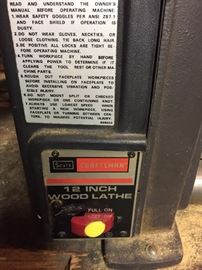 READ AND UNDERSTAND THE OWNER'S
MANUAL BEFORE OPERATING MACHINE.
1. WEAR SAFETY GOGGLES PER ANSI Z87.1
AND FACE SHIELD IF OPERATION IS
DUSTY.
2. DO NOT WEAR GLOVES, NECKTIES, OR
LOOSE CLOTHING. TIE BACK LONG HAIR.
3. BE POSITIVE ALL LOCKS ARE TIGHT BE-
FORE OPERATING MACHINE.
4. TURN WORKPIECE BY HAND BEFORE
APPLYING POWER TO DETERMINE IF IT
CLEARS THE TOOL REST OR OTHER MA
CHINE PARTS.
5. ROUGH OUT FACEPLATE WORKPIECES
BEFORE INSTALLING ON FACEPLATE TO
AVOID EXCESSIVE VIBRATION AND POS-
SIBLE INJURY.
6. DO NOT MOUNT SPLIT OR CHECKED
WORKPIECE OR ONE CONTAINING KNOT
7. ALWAYS USE LOWEST SPEED WHEN
STARTING A NEW WORKPIECE, USING
FACEPLATE OR TURNING BETWEEN CEN-
TERS, TO MINIMIZE POTENTIAL INJURY.
Sears CRAFTSMAN
12 INCH
WOOD LATHE
PULL ON